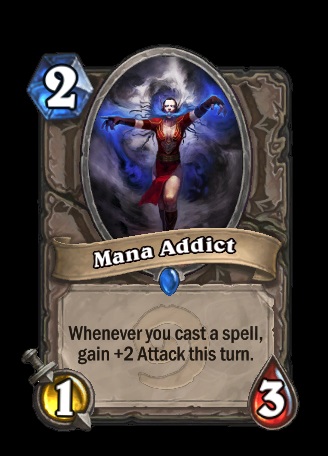 2
Mana Addict
Whenever you cast a spell,
gain +2 Attack this turn.
1
3